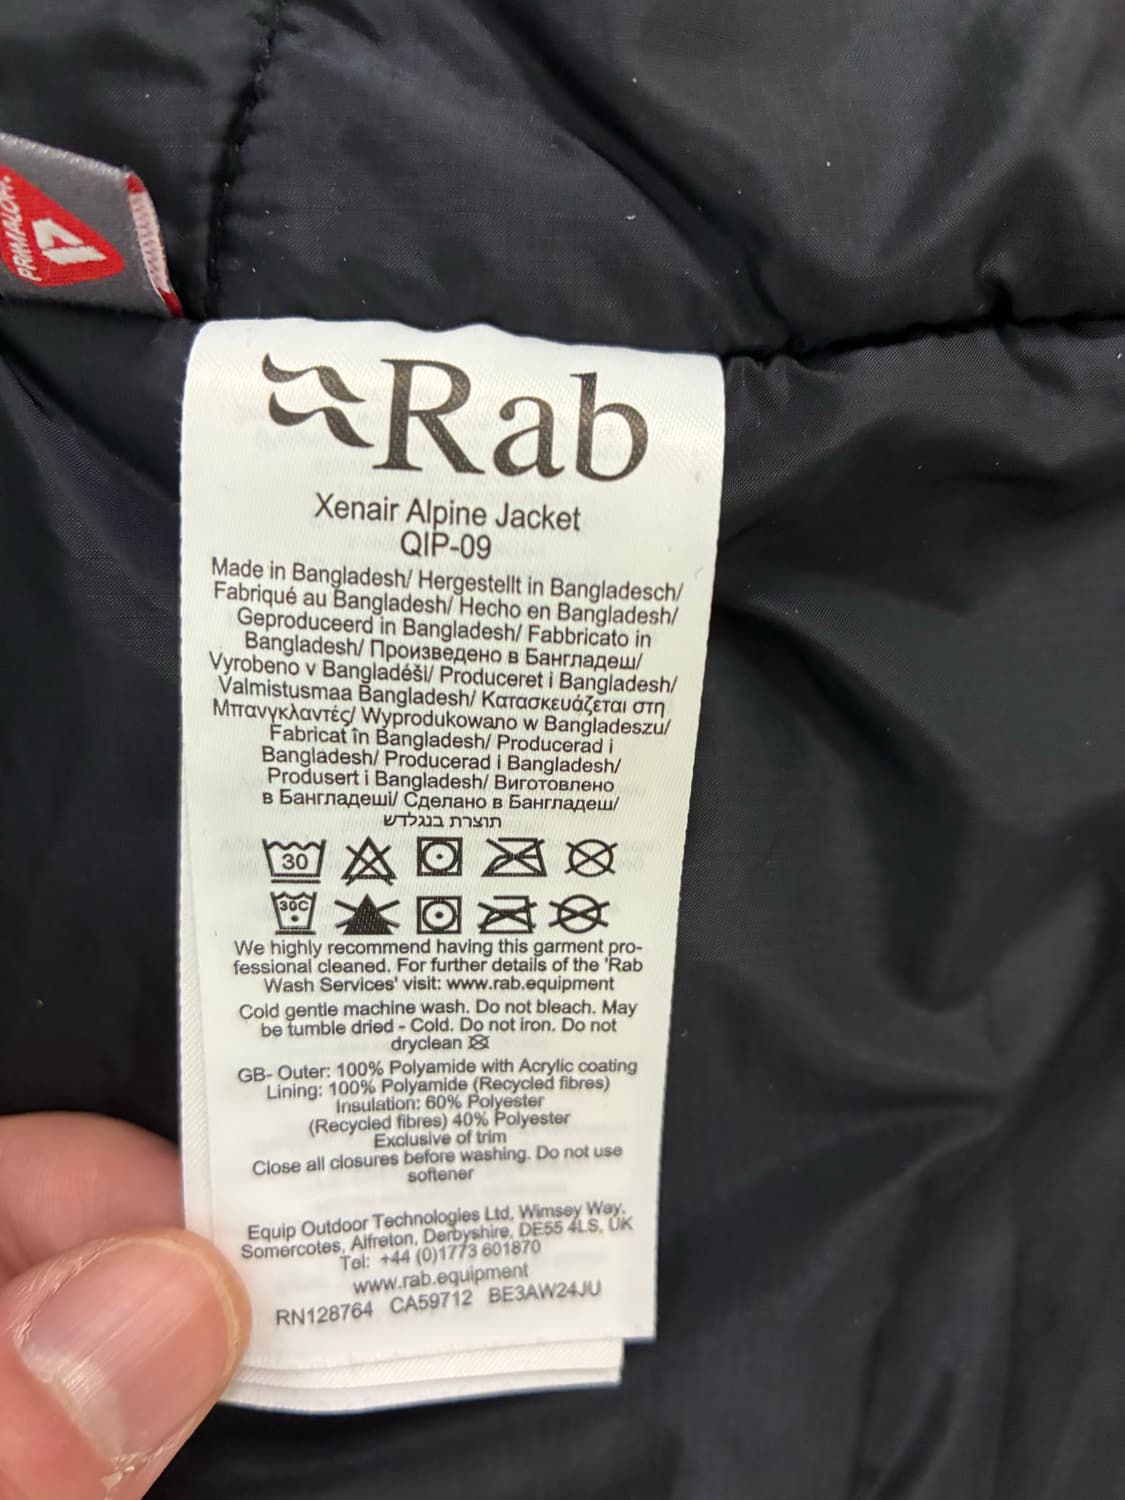 PRIMALOFT
Rab
Xenair Alpine Jacket
QIP-09
Made in Bangladesh/ Hergestellt in Bangladesch/
Fabriqué au Bangladesh/ Hecho en Bangladesh/
Geproduceerd in Bangladesh/ Fabbricato in
Bangladesh/ Произведено в Бангладеш/
Vyrobeno v Bangladéši/ Produceret i Bangladesh/
Valmistusmaa Bangladesh/ Κατασκευάζεται στη
Μπανγκλαντές/ Wyprodukowano w Bangladeszu/
Fabricat în Bangladesh/ Producerad i
Bangladesh/ Producerad i Bangladesh/
Produsert i Bangladesh/ Виготовлено
в Бангладеші/ Сделано в Бангладеш/
תוצרת בנגלדש
30
30C
We highly recommend having this garment pro-
fessional cleaned. For further details of the 'Rab
Wash Services' visit: www.rab.equipment
Cold gentle machine wash. Do not bleach. May
be tumble dried - Cold. Do not iron. Do not
dryclean
GB- Outer: 100% Polyamide with Acrylic coating
Lining: 100% Polyamide (Recycled fibres)
Insulation: 60% Polyester
(Recycled fibres) 40% Polyester
Exclusive of trim
Close all closures before washing. Do not use
softener
Equip Outdoor Technologies Ltd, Wimsey Way,
Somercotes, Alfreton, Derbyshire, DE55 4LS, UK
Tel: +44 (0)1773 601870
www.rab.equipment
RN128764 CA59712 BE3AW24JU